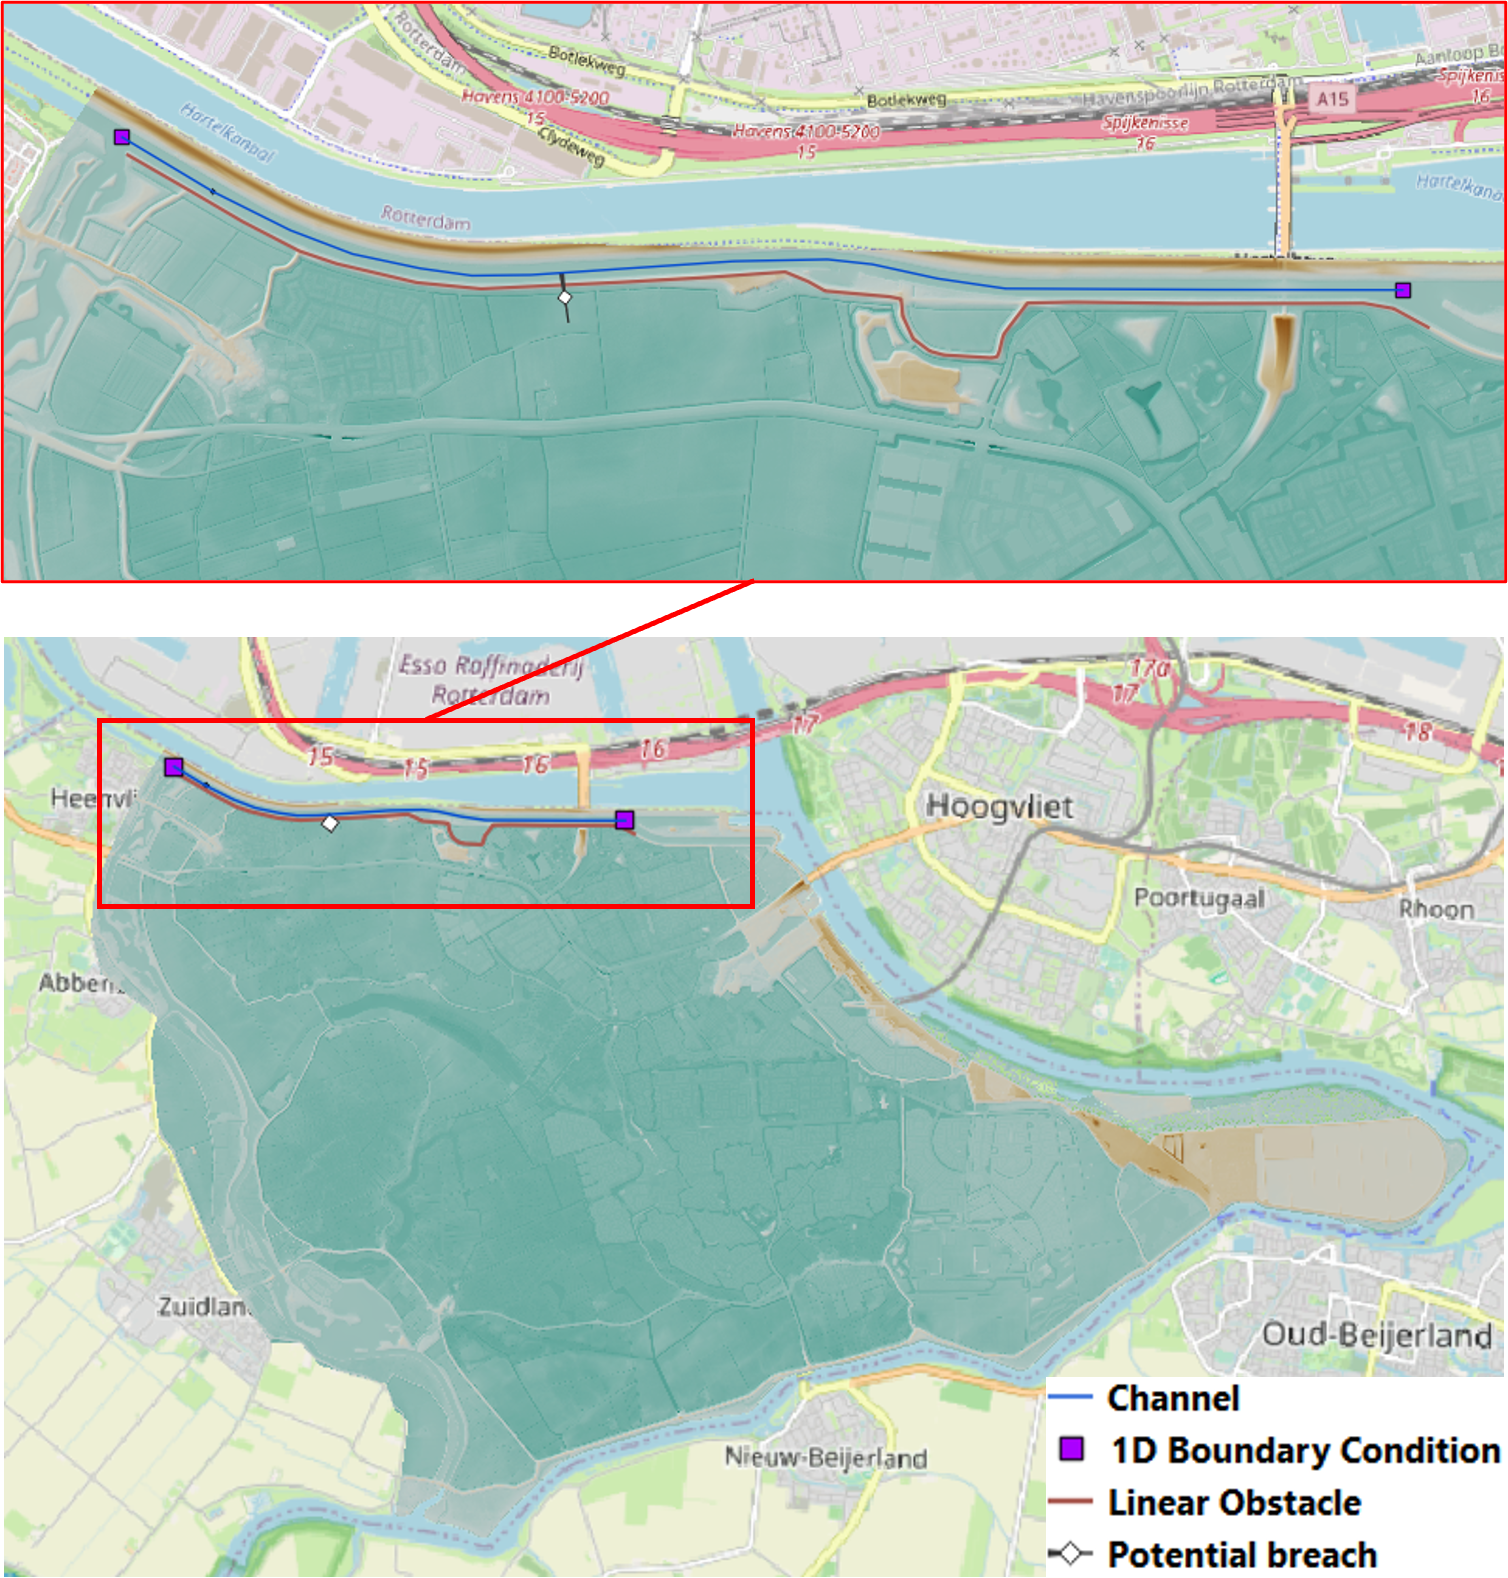 Rotterdam
Botlekweg
Aanloop B
Havens 4100-5200
15
Botlekweg
Havenspoorlijn Rotterdam
A15
Spijkenis
16
Hartelkanaal
Clydeweg
Havens 4100-5200
15
Spijkenisse
16
Hartelkana
Rotterdam
Esso Raffinaderij
Rotterdam
17a
17
17
18
15
15
16
16
Heenvli
Hoogvliet
Poortugaal
Rhoon
Abben
Zuidlan
Oud-Beijerland
Nieuw-Beijerland
Channel
1D Boundary Condition
Linear Obstacle
Potential breach